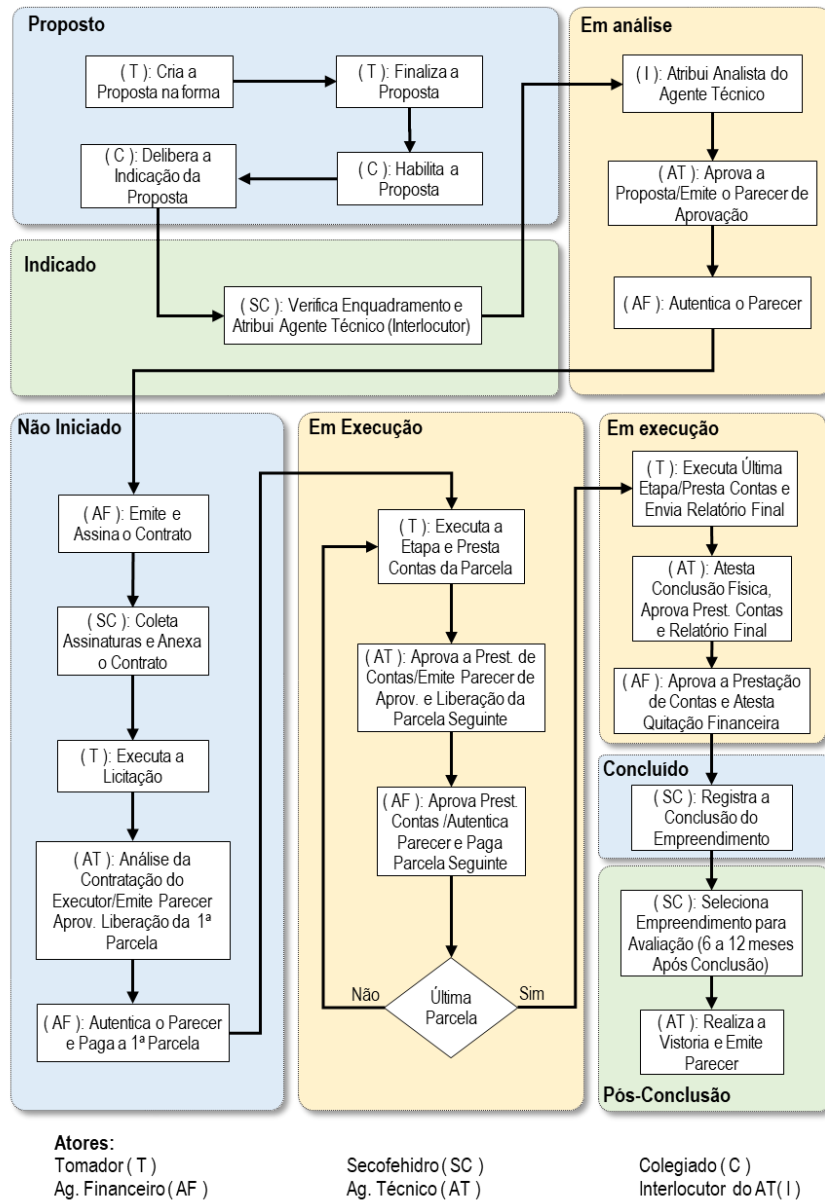 Proposto
( T ): Cria a
Proposta na forma
( T ): Finaliza a
Proposta
( C ): Habilita a
Proposta
( C ): Delibera a
Indicação da
Proposta
Indicado
( SC ): Verifica Enquadramento e
Atribui Agente Técnico (Interlocutor)
Em análise
( I ): Atribui Analista do
Agente Técnico
( AT ): Aprova a
Proposta/Emite o Parecer de
Aprovação
( AF ): Autentica o Parecer
Não Iniciado
( AF ): Emite e
Assina o Contrato
( SC ): Coleta
Assinaturas e Anexa
o Contrato
( T ): Executa a
Licitação
( AT ): Análise da
Contratação do
Executor/Emite Parecer
Aprov. Liberação da 1ª
Parcela
( AF ): Autentica o Parecer
e Paga a 1ª Parcela
Em Execução
( T ): Executa a
Etapa e Presta
Contas da Parcela
( AT ): Aprova a Prest. de
Contas/Emite Parecer de
Aprov. e Liberação da
Parcela Seguinte
( AF ): Aprova Prest.
Contas /Autentica
Parecer e Paga
Parcela Seguinte
Não
Última
Parcela
Sim
Em execução
( T ): Executa Última
Etapa/Presta Contas e
Envia Relatório Final
( AT ): Atesta
Conclusão Física,
Aprova Prest. Contas
e Relatório Final
( AF ): Aprova a Prestação
de Contas e Atesta
Quitação Financeira
Concluído
( SC ): Registra a
Conclusão do
Empreendimento
( SC ): Seleciona
Empreendimento para
Avaliação (6 a 12 meses
Após Conclusão)
( AT ): Realiza a
Vistoria e Emite
Parecer
Pós-Conclusão
Atores:
Tomador ( T )
Secofehidro ( SC )
Colegiado ( C )
Ag. Financeiro ( AF )
Ag. Técnico ( AT )
Interlocutor do AT( I )